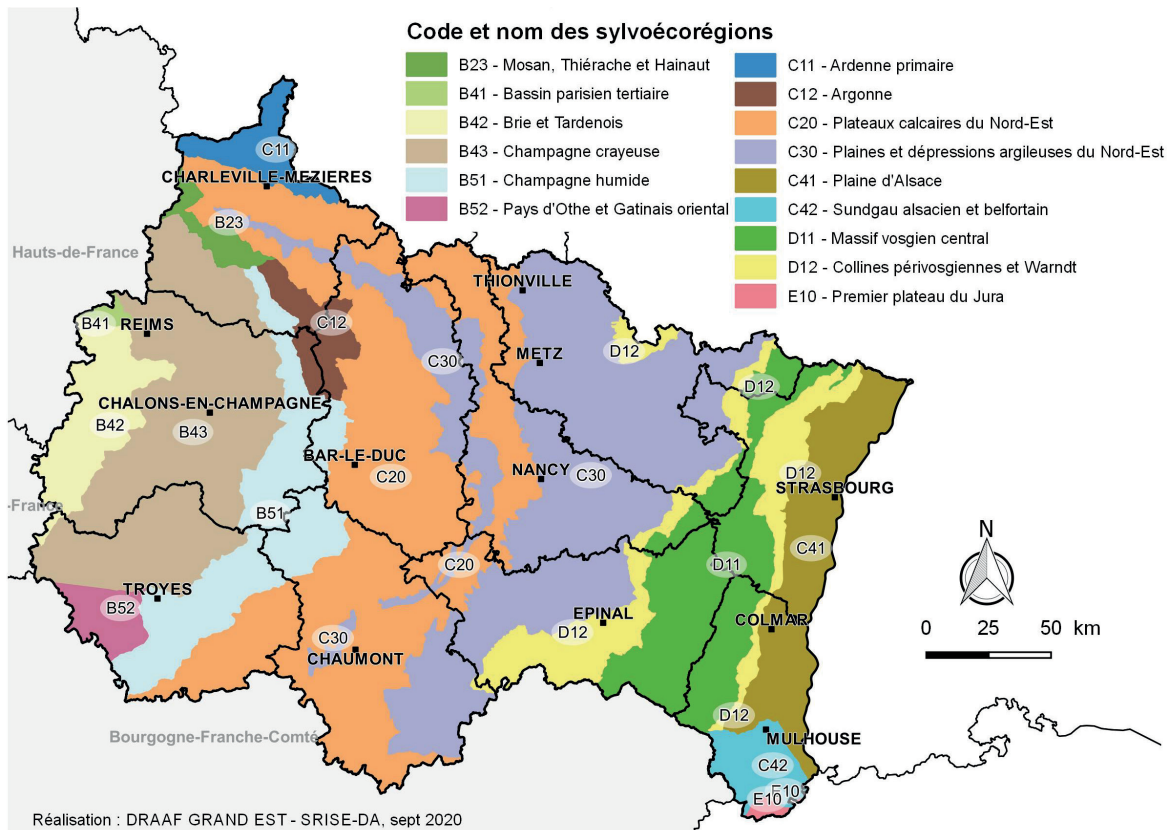 Code et nom des sylvoécorégions
B23 - Mosan, Thiérache et Hainaut
B41 - Bassin parisien tertiaire
B42 - Brie et Tardenois
B43 - Champagne crayeuse
B51 - Champagne humide
B52 - Pays d'Othe et Gatinais oriental
C11 - Ardenne primaire
C12 - Argonne
C20 - Plateaux calcaires du Nord-Est
C30 - Plaines et dépressions argileuses du Nord-Est
C41 - Plaine d'Alsace
C42 - Sundgau alsacien et belfortain
D11 - Massif vosgien central
D12 - Collines périvosgiennes et Warndt
E10 - Premier plateau du Jura
C11
CHARLEVILLE-MEZIERES
B23
Hauts-de-France
THIONVILLE
B41
REIMS
C12
C30
METZ
D12
D12
CHALONS-EN-CHAMPAGNE
B42
B43
BAR-LE-DUC
C20
NANCY
C30
D12
STRASBOURG
-France
B51
C41
N
C20
D11
TROYES
B52
EPINAL
D12
COLMAR
C30
CHAUMONT
0 25 50 km
D12
Bourgogne-Franche-Comté
MULHOUSE
C42
E10
E10
Réalisation : DRAAF GRAND EST - SRISE-DA, sept 2020